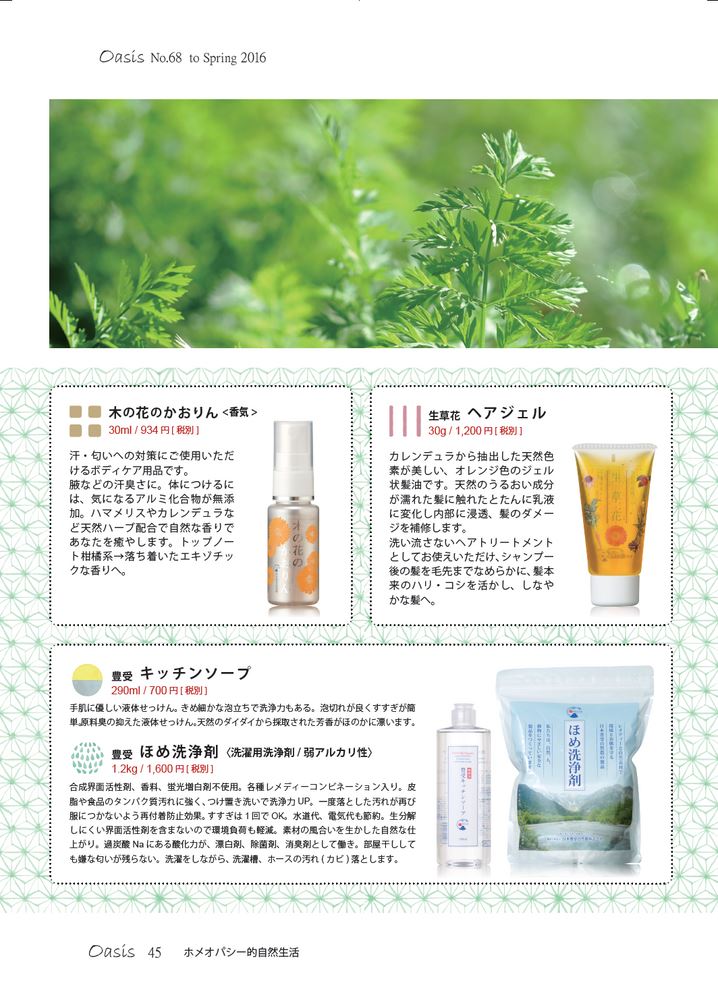 Oasis No.68 to Spring 2016
木の花のかおりん <香気>
30ml / 934 円 [ 税別 ]
汗・匂いへの対策にご使用いただ
けるボディケア用品です。
腋などの汗臭さに。体につけるに
は、気になるアルミ化合物が無添
加。ハマメリスやカレンデュラな
ど天然ハーブ配合で自然な香りで
あなたを癒やします。トップノー
ト柑橘系→落ち着いたエキゾチッ
クな香りへ。
木の花の
生草花 ヘアジェル
30g / 1,200 円 [ 税別 ]
カレンデュラから抽出した天然色
素が美しい、オレンジ色のジェル
状髪油です。天然のうるおい成分
が濡れた髪に触れたとたんに乳液
に変化し内部に浸透、髪のダメー
ジを補修します。
洗い流さないヘアトリートメント
としてお使えいただけ、シャンプー
後の髪を毛先までなめらかに、髪本
来のハリ・コシを活かし、しなや
かな髪へ。
生草花
豊受 キッチンソープ
290ml / 700 円 [ 税別 ]
手肌に優しい液体せっけん。きめ細かな泡立ちで洗浄力もある。泡切れが良くすすぎが簡
単。原料臭の抑えた液体せっけん。天然のダイダイから採取された芳香がほのかに漂います。
豊受 ほめ洗浄剤 〈洗濯用洗浄剤 / 弱アルカリ性〉
1.2kg / 1,600 円 [ 税別 ]
合成界面活性剤、香料、蛍光増白剤不使用。各種レメディーコンビネーション入り。皮
脂や食品のタンパク質汚れに強く、つけ置き洗いで洗浄力 UP。一度落とした汚れが再び
服につかないよう再付着防止効果。すすぎは 1 回で OK。水道代、電気代も節約。生分解
しにくい界面活性剤を含まないので環境負荷も軽減。素材の風合いを生かした自然な仕
上がり。過炭酸 Na にある酸化力が、漂白剤、除菌剤、消臭剤として働き。部屋干しして
も嫌な匂いが残らない。洗濯をしながら、洗濯槽、ホースの汚れ ( カビ ) 落とします。
豊受キッチンソープ
ほめ洗浄剤
Oasis 45 ホメオパシー的自然生活